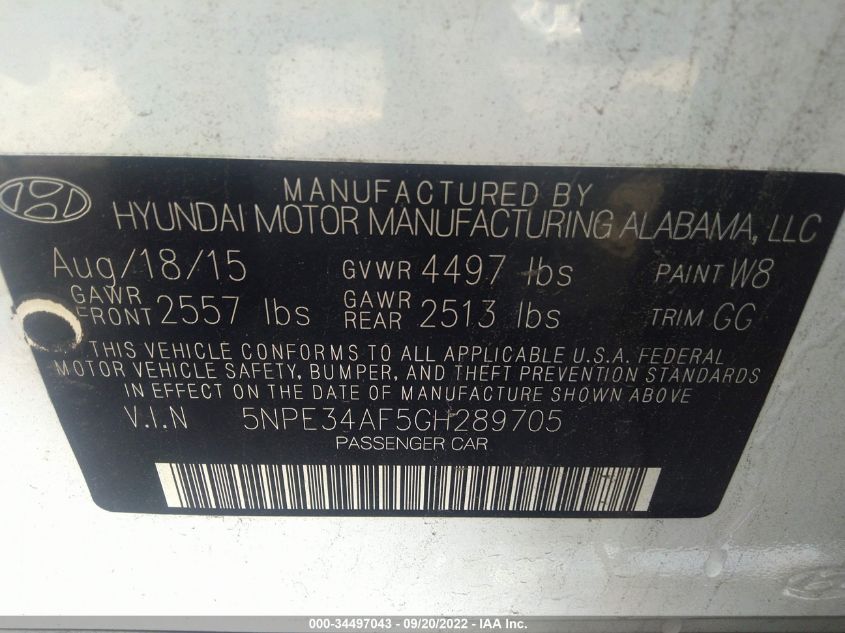 MANUFACTURED BY
HYUNDAI MOTOR MANUFACTURING ALABAMA, LLC
Aug/18/15 GVWR 4497 lbs PAINT W8
GAWR FRONT 2557 lbs GAWR REAR 2513 lbs TRIM GG
THIS VEHICLE CONFORMS TO ALL APPLICABLE U.S.A. FEDERAL
MOTOR VEHICLE SAFETY, BUMPER, AND THEFT PREVENTION STANDARDS
IN EFFECT ON THE DATE OF MANUFACTURE SHOWN ABOVE.
V.I.N 5NPE34AF5GH289705
PASSENGER CAR
000-34497043 - 09/20/2022 - IAA Inc.